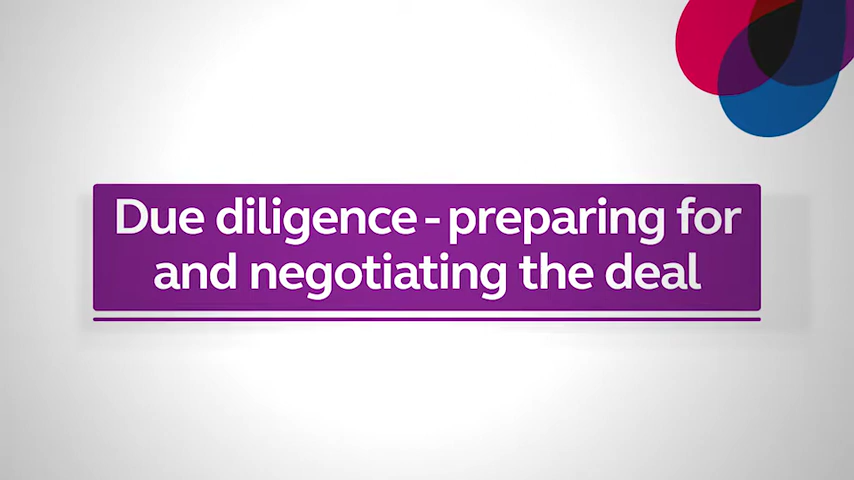 Due diligence - preparing for
and negotiating the deal